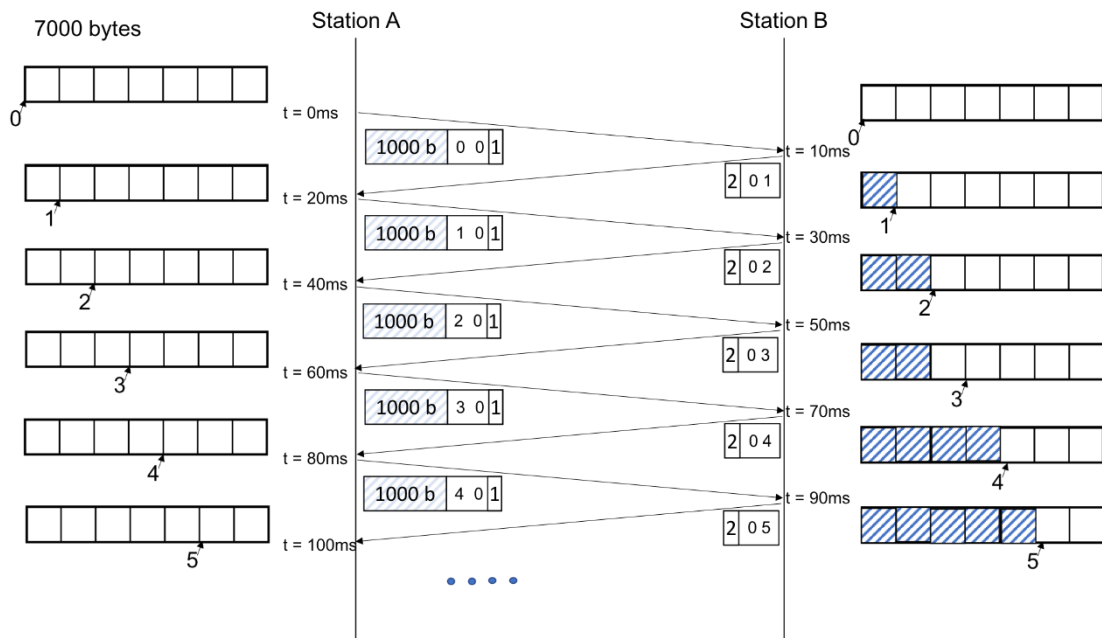 7000 bytes
Station A
Station B
0
t = 0ms
0
1000 b 0 0 1
t = 10ms
2 0 1
1
t = 20ms
1
1000 b 1 0 1
t = 30ms
2 0 2
2
t = 40ms
2
1000 b 2 0 1
t = 50ms
2 0 3
3
t = 60ms
3
1000 b 3 0 1
t = 70ms
2 0 4
4
t = 80ms
4
1000 b 4 0 1
t = 90ms
2 0 5
5
t = 100ms
5